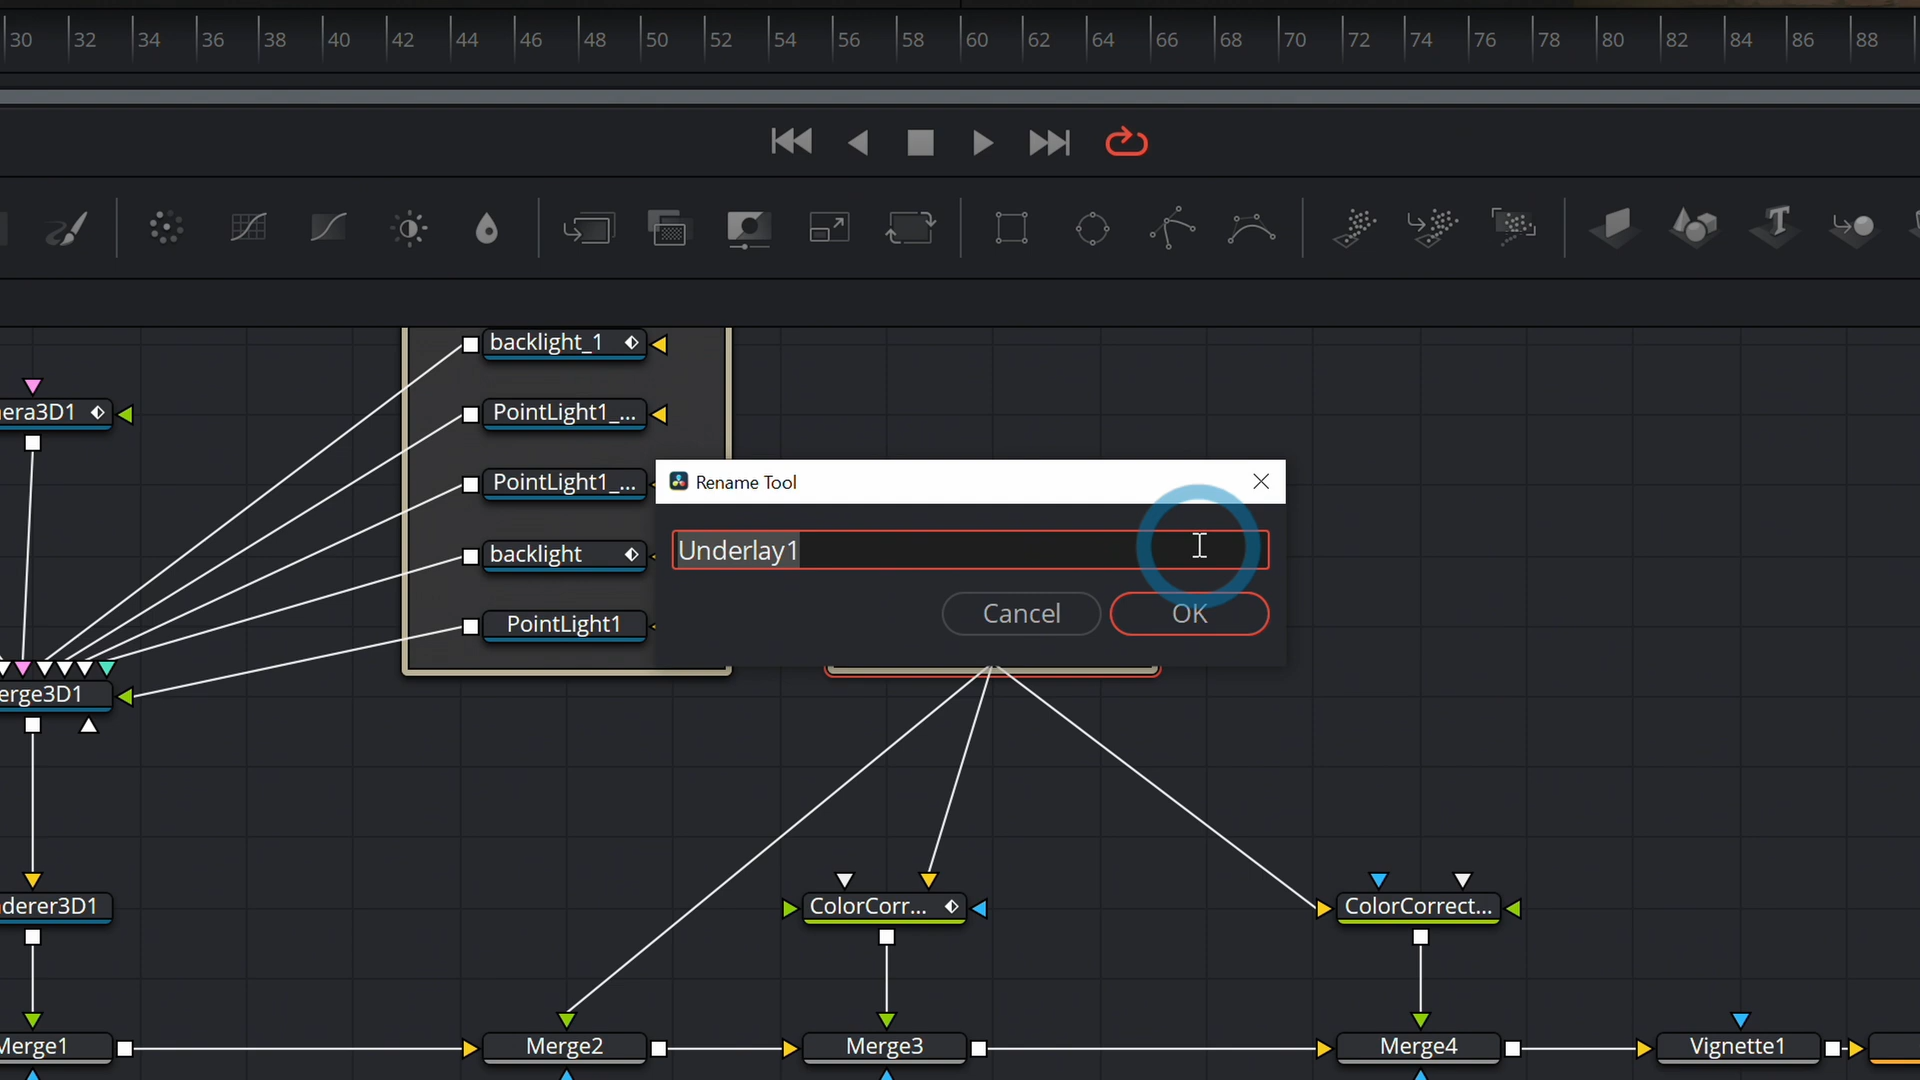 30 32 34 36 38 40 42 44 46 48 50 52 54 56 58 60 62 64 66 68 70 72 74 76 78 80 82 84 86 88
backlight_1
era3D1
PointLight1_...
Rename Tool
PointLight1_...
Underlay1
backlight
Cancel
OK
PointLight1
erge3D1
derer3D1
ColorCorr...
ColorCorrect...
Merge1
Merge2
Merge3
Merge4
Vignette1